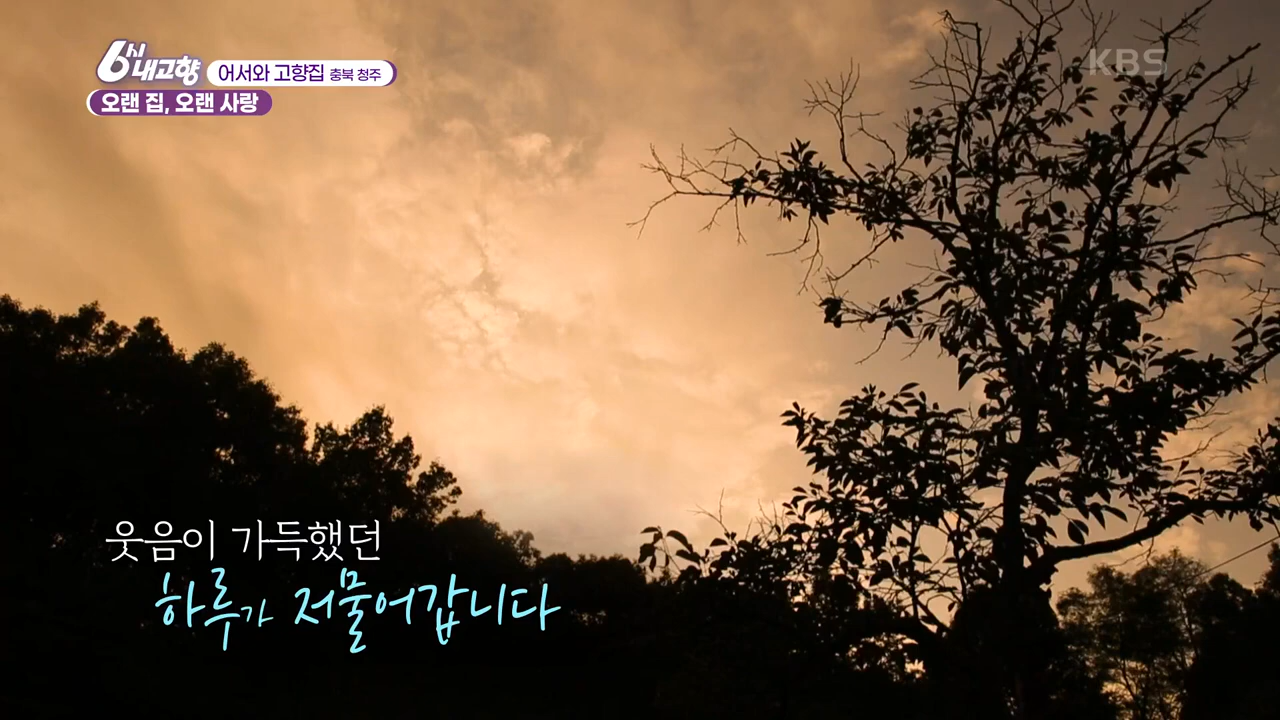 6시 내고향 어서와 고향집 충북 청주
KBS
오랜 집, 오랜 사랑
웃음이 가득했던
하루가 저물어갑니다